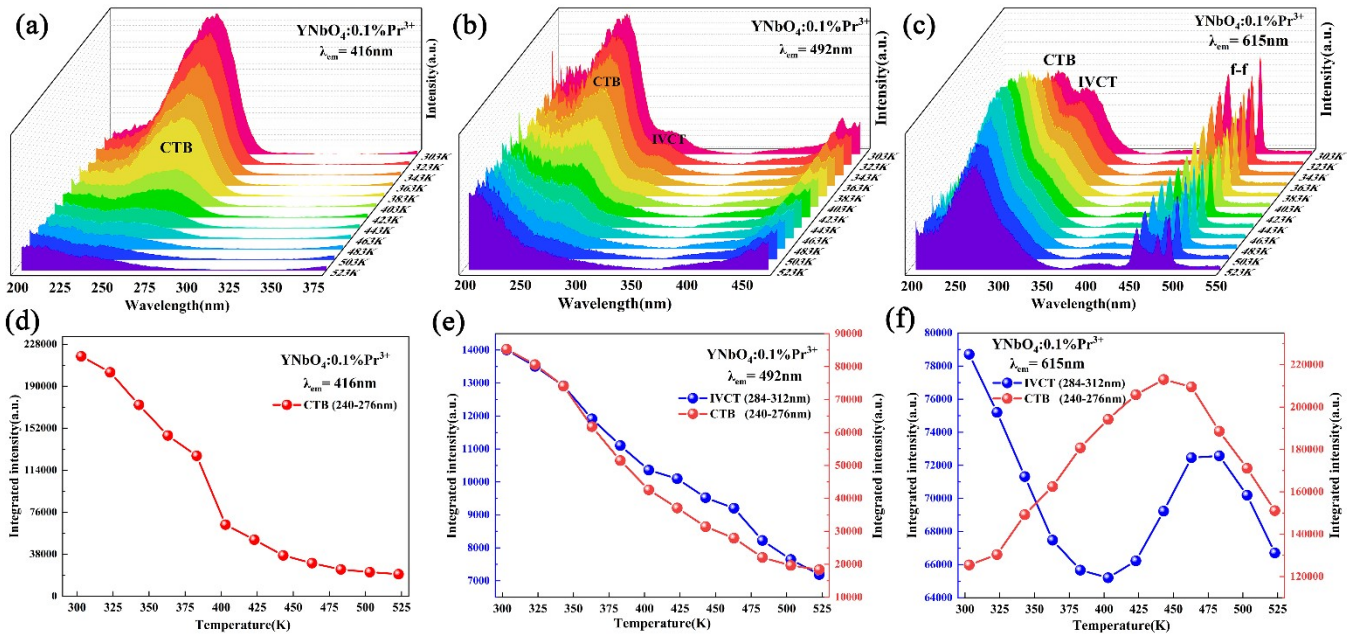 (a)
YNbO₄:0.1%Pr³⁺
λem = 416nm
CTB
Intensity(a.u.)
303K
323K
343K
363K
383K
403K
423K
443K
463K
483K
503K
523K
200 225 250 275 300 325 350 375
Wavelength(nm)
(b)
YNbO₄:0.1%Pr³⁺
λem = 492nm
CTB
IVCT
Intensity(a.u.)
303K
323K
343K
363K
383K
403K
423K
443K
463K
483K
503K
523K
200 250 300 350 400 450
Wavelength(nm)
(c)
YNbO₄:0.1%Pr³⁺
λem = 615nm
CTB
IVCT
f-f
Intensity(a.u.)
303K
323K
343K
363K
383K
403K
423K
443K
463K
483K
503K
523K
200 250 300 350 400 450 500 550
Wavelength(nm)
(d)
YNbO₄:0.1%Pr³⁺
λem = 416nm
CTB (240-276nm)
Integrated intensity(a.u.)
228000
190000
152000
114000
76000
38000
0
300 325 350 375 400 425 450 475 500 525
Temperature(K)
(e)
YNbO₄:0.1%Pr³⁺
λem = 492nm
IVCT (284-312nm)
CTB (240-276nm)
Integrated intensity(a.u.)
14000
13000
12000
11000
10000
9000
8000
7000
90000
80000
70000
60000
50000
40000
30000
20000
10000
Integrated intensity(a.u.)
300 325 350 375 400 425 450 475 500 525
Temperature(K)
(f)
YNbO₄:0.1%Pr³⁺
λem = 615nm
IVCT (284-312nm)
CTB (240-276nm)
Integrated intensity(a.u.)
80000
78000
76000
74000
72000
70000
68000
66000
64000
220000
200000
180000
160000
140000
120000
Integrated intensity(a.u.)
300 325 350 375 400 425 450 475 500 525
Temperature(K)